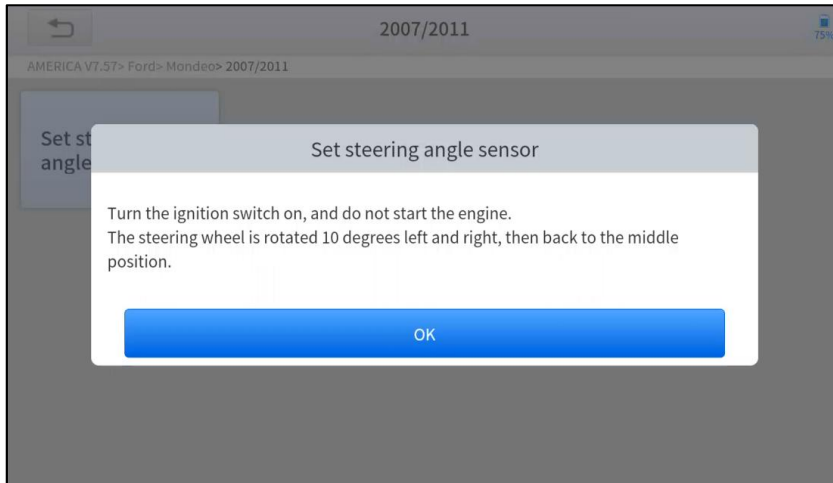 2007/2011
75%
AMERICA V7.57> Ford> Mondeo> 2007/2011
Set st
angle
Set steering angle sensor
Turn the ignition switch on, and do not start the engine.
The steering wheel is rotated 10 degrees left and right, then back to the middle
position.
OK